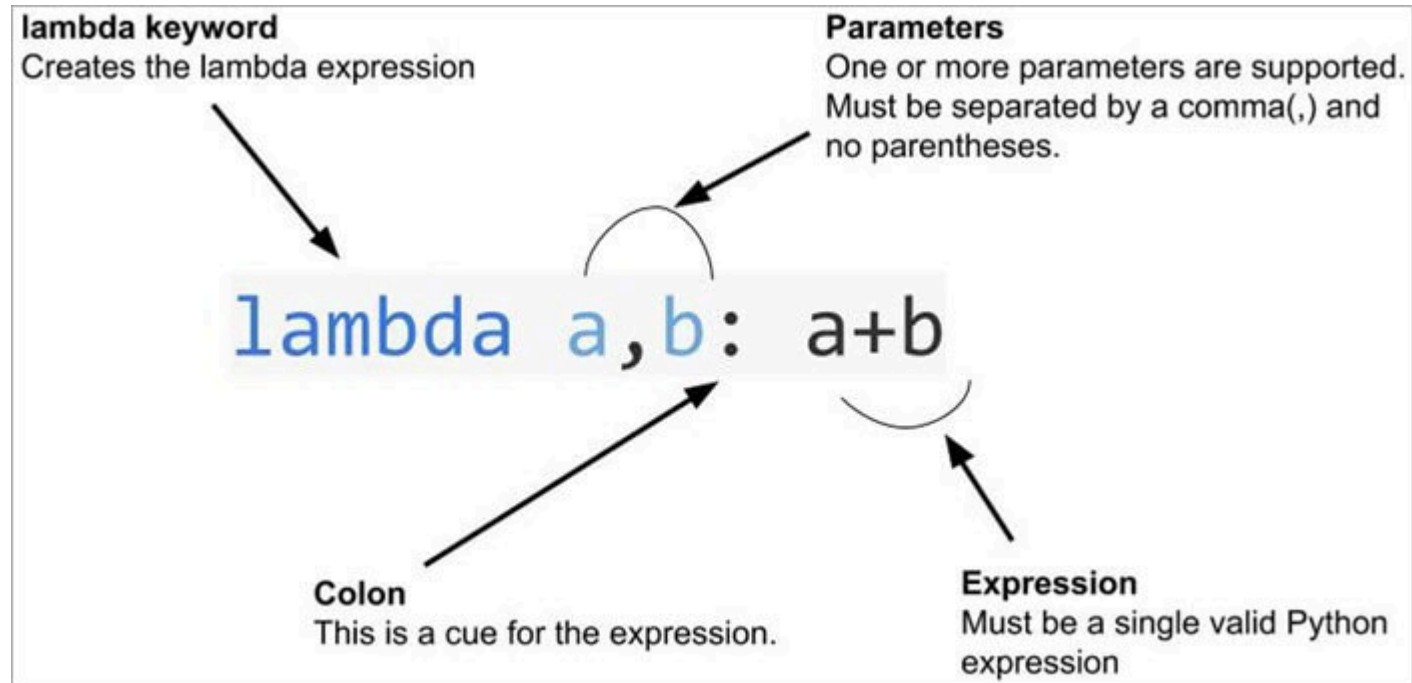 lambda keyword
Creates the lambda expression
Parameters
One or more parameters are supported.
Must be separated by a comma(,) and
no parentheses.
lambda a,b: a+b
Colon
This is a cue for the expression.
Expression
Must be a single valid Python
expression